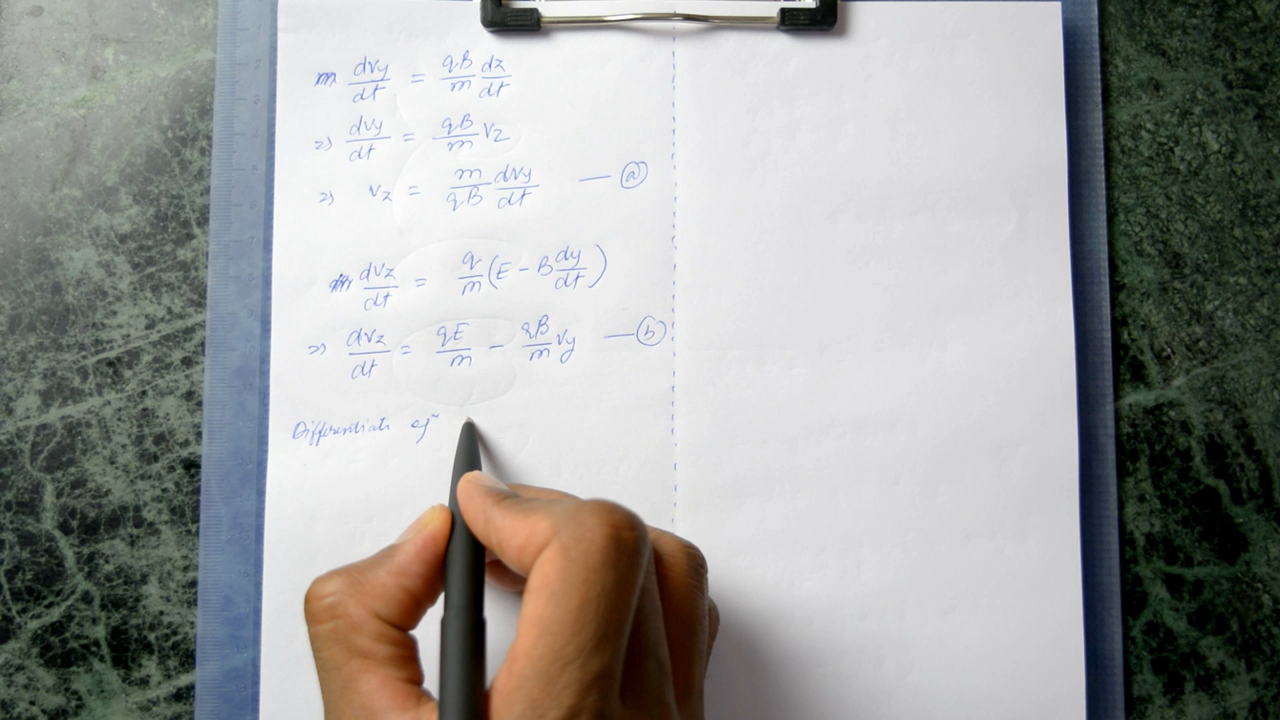 m dvy/dt = qB/m dz/dt
=> dvy/dt = qB/m vz
=> vz = m/qB dvy/dt — (a)
m dvz/dt = q/m (E - B dy/dt)
=> dvz/dt = qE/m - qB/m vy — (b)
Differentiate eqn